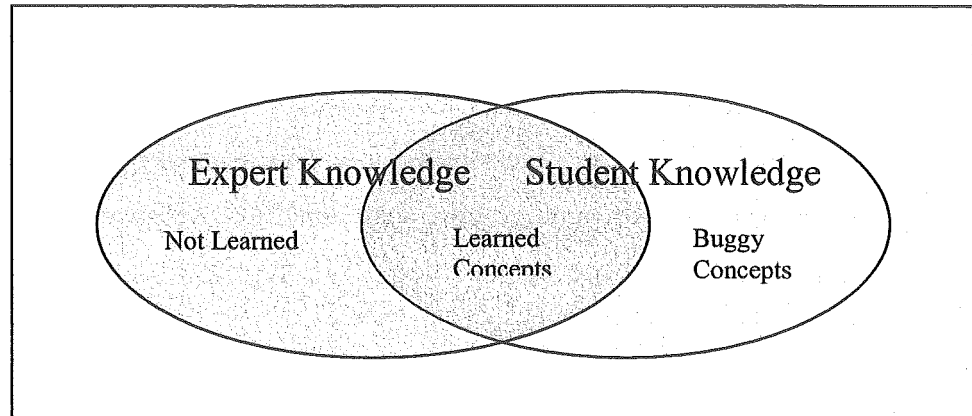 Expert Knowledge
Student Knowledge
Not Learned
Learned
Concepts
Buggy
Concepts